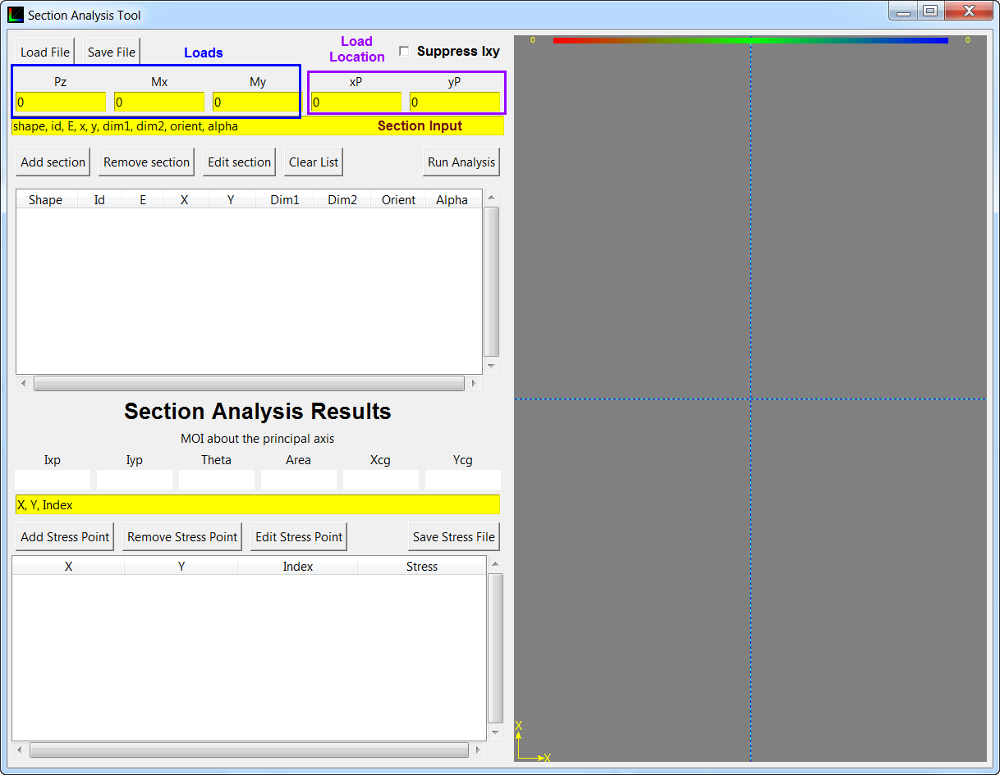 Section Analysis Tool
Load File Save File Loads Load Location Suppress Ixy
Pz Mx My xP yP
0 0 0 0 0
shape, id, E, x, y, dim1, dim2, orient, alpha Section Input
Add section Remove section Edit section Clear List Run Analysis
Shape Id E X Y Dim1 Dim2 Orient Alpha
Section Analysis Results
MOI about the principal axis
Ixp Iyp Theta Area Xcg Ycg
X, Y, Index
Add Stress Point Remove Stress Point Edit Stress Point Save Stress File
X Y Index Stress
0 0
X
X